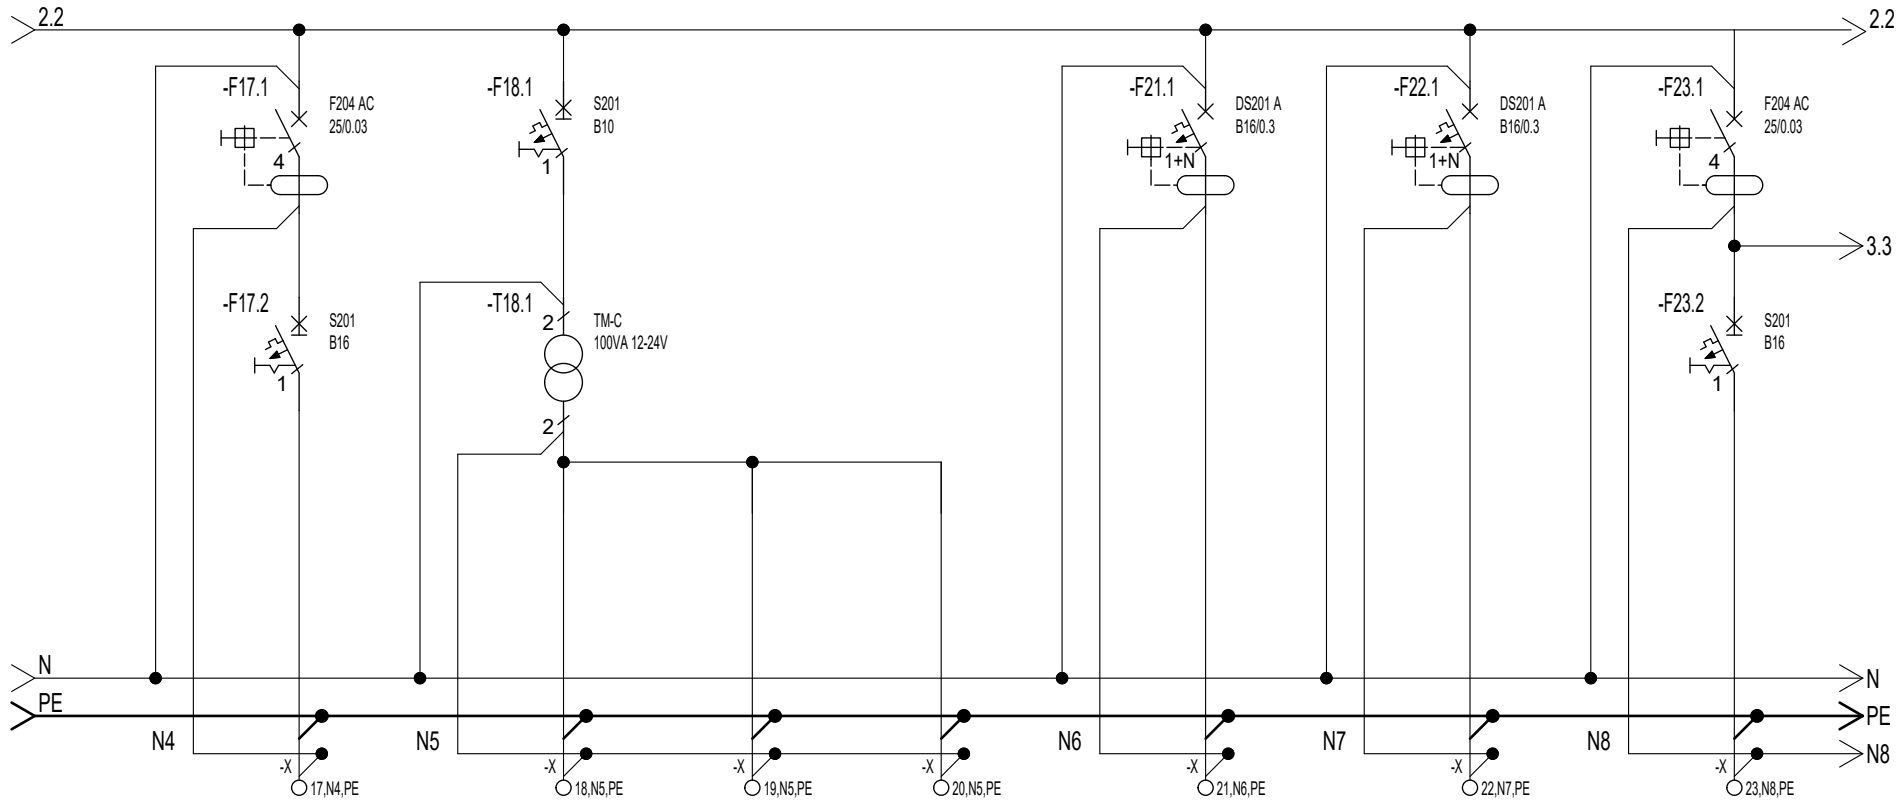 2.2
2.2
-F17.1
F204 AC
25/0.03
4
-F18.1
S201
B10
1
-F21.1
DS201 A
B16/0.3
1+N
-F22.1
DS201 A
B16/0.3
1+N
-F23.1
F204 AC
25/0.03
4
3.3
-F17.2
S201
B16
1
-T18.1
2
TM-C
100VA 12-24V
2
-F23.2
S201
B16
1
N
N
PE
PE
N4
N5
N6
N7
N8
N8
-X
-X
-X
-X
-X
-X
-X
17,N4,PE
18,N5,PE
19,N5,PE
20,N5,PE
21,N6,PE
22,N7,PE
23,N8,PE